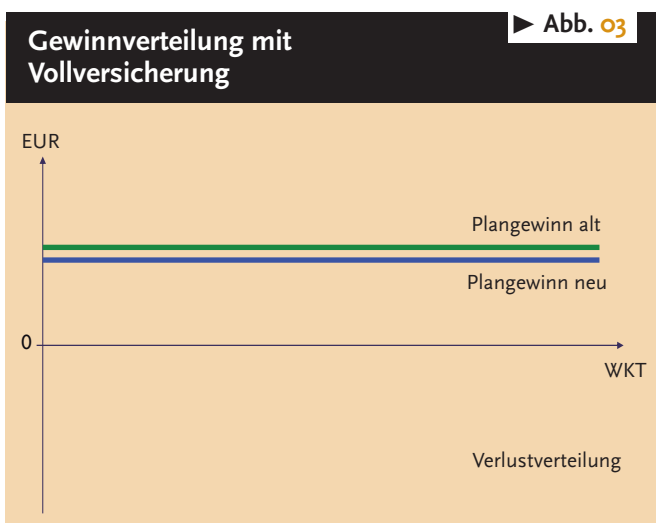 ► Abb. 03
Gewinnverteilung mit
Vollversicherung
EUR
Plangewinn alt
Plangewinn neu
0
WKT
Verlustverteilung